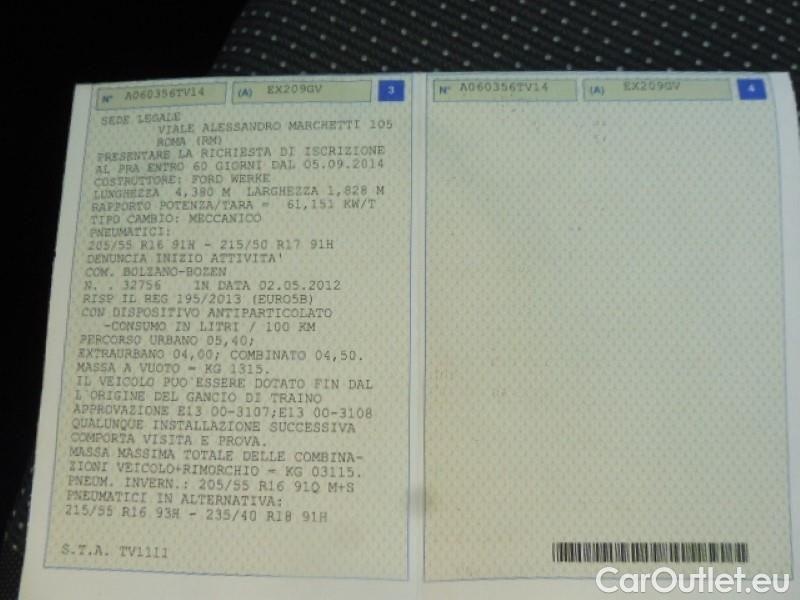 N° A060356TV14 (A) EX209GV 3
SEDE LEGALE
VIALE ALESSANDRO MARCHETTI 105
ROMA (RM)
PRESENTARE LA RICHIESTA DI ISCRIZIONE
AL PRA ENTRO 60 GIORNI DAL 05.09.2014
COSTRUTTORE: FORD WERKE
LUNGHEZZA 4,380 M LARGHEZZA 1,828 M
RAPPORTO POTENZA/TARA = 61,151 KW/T
TIPO CAMBIO: MECCANICO
PNEUMATICI:
205/55 R16 91H - 215/50 R17 91H
DENUNCIA INIZIO ATTIVITA'
COM. BOLZANO-BOZEN
N. . 32756 IN DATA 02.05.2012
RISP IL REG 195/2013 (EURO5B)
CON DISPOSITIVO ANTIPARTICOLATO
-CONSUMO IN LITRI / 100 KM
PERCORSO URBANO 05,40;
EXTRAURBANO 04,00; COMBINATO 04,50.
MASSA A VUOTO = KG 1315.
IL VEICOLO PUO'ESSERE DOTATO FIN DAL
L'ORIGINE DEL GANCIO DI TRAINO
APPROVAZIONE E13 00-3107;E13 00-3108
QUALUNQUE INSTALLAZIONE SUCCESSIVA
COMPORTA VISITA E PROVA.
MASSA MASSIMA TOTALE DELLE COMBINA-
ZIONI VEICOLO+RIMORCHIO = KG 03115.
PNEUM. INVERN.: 205/55 R16 91Q M+S
PNEUMATICI IN ALTERNATIVA:
215/55 R16 93H - 235/40 R18 91H
S.T.A. TV1111
N° A060356TV14 (A) EX209GV 4
CarOutlet.eu